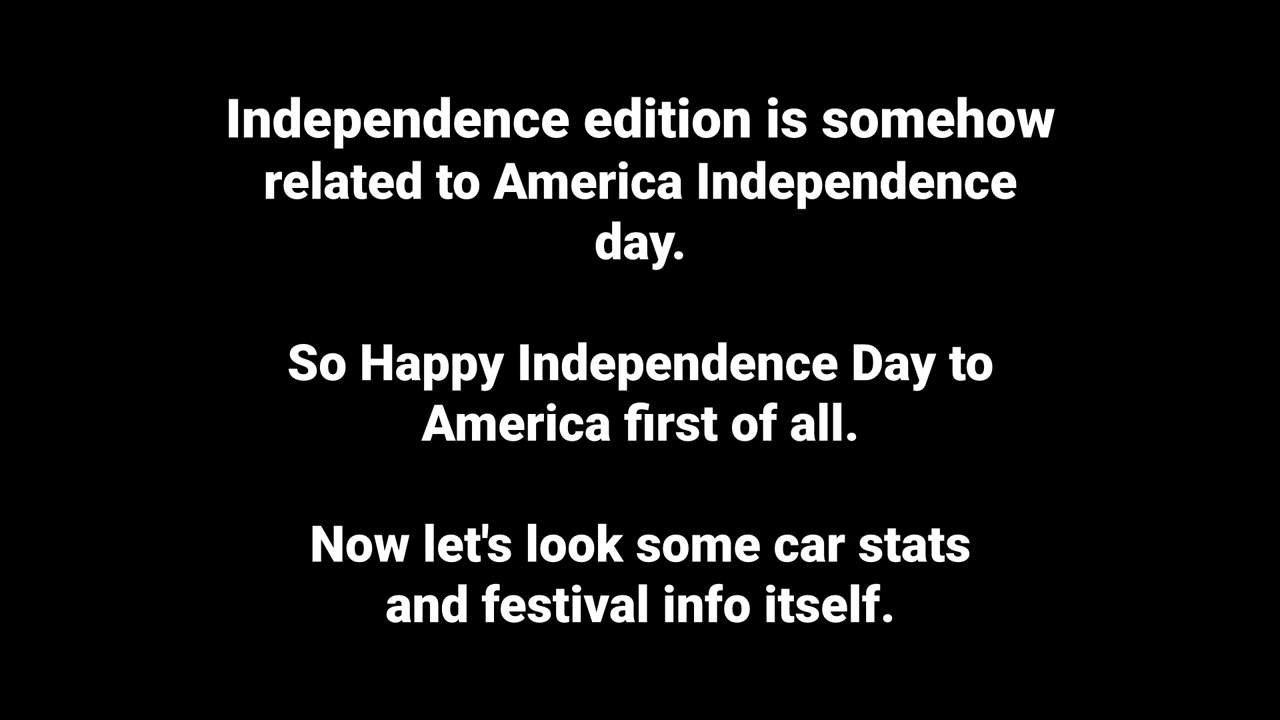 Independence edition is somehow
related to America Independence
day.
So Happy Independence Day to
America first of all.
Now let's look some car stats
and festival info itself.